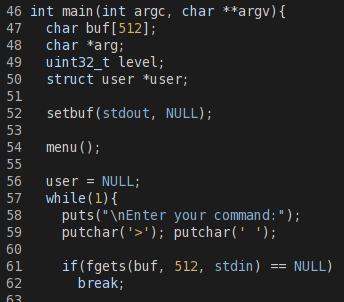 46 int main(int argc, char **argv){
47   char buf[512];
48   char *arg;
49   uint32_t level;
50   struct user *user;
51
52   setbuf(stdout, NULL);
53
54   menu();
55
56   user = NULL;
57   while(1){
58     puts("\nEnter your command:");
59     putchar('>'); putchar(' ');
60
61     if(fgets(buf, 512, stdin) == NULL)
62       break;
63